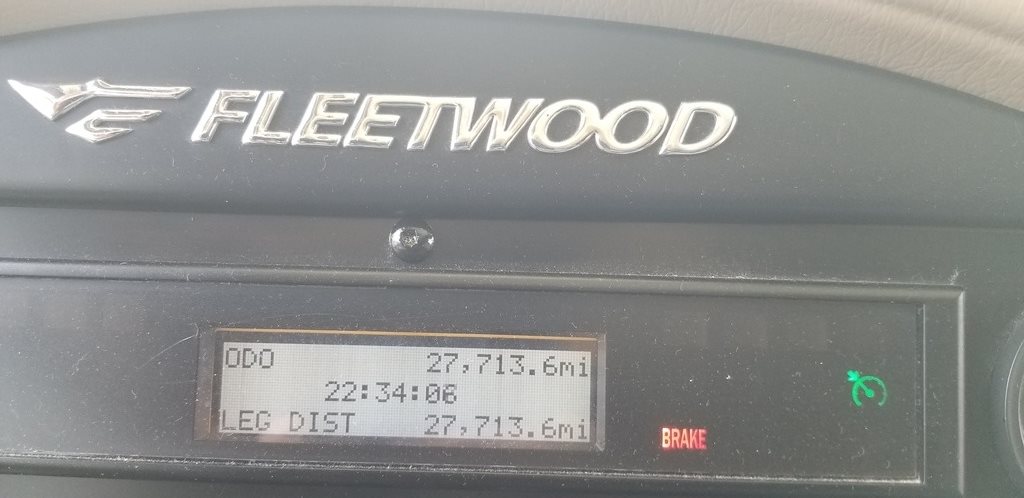 FLEETWOOD
ODO 27,713.6mi
22:34:06
LEG DIST 27,713.6mi
BRAKE